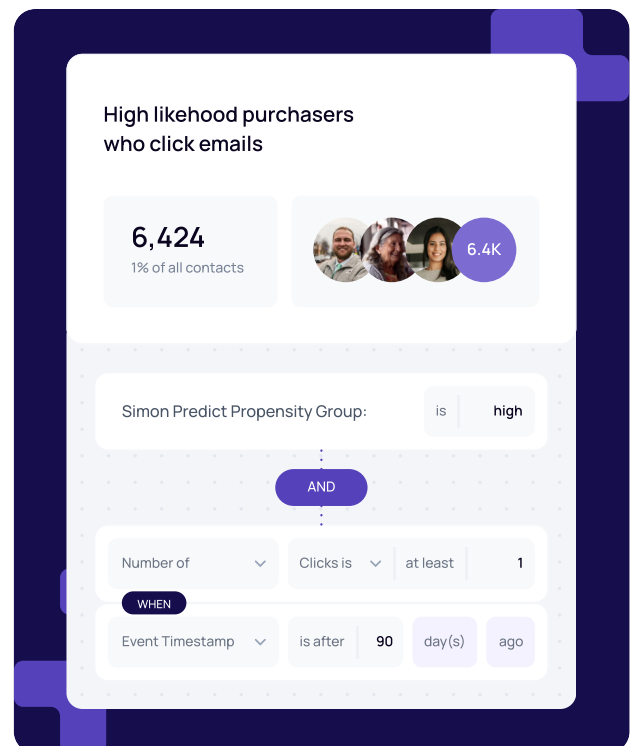 High likehood purchasers
who click emails
6,424
1% of all contacts
6.4K
Simon Predict Propensity Group: is high
AND
Number of Clicks is at least 1
WHEN
Event Timestamp is after 90 day(s) ago